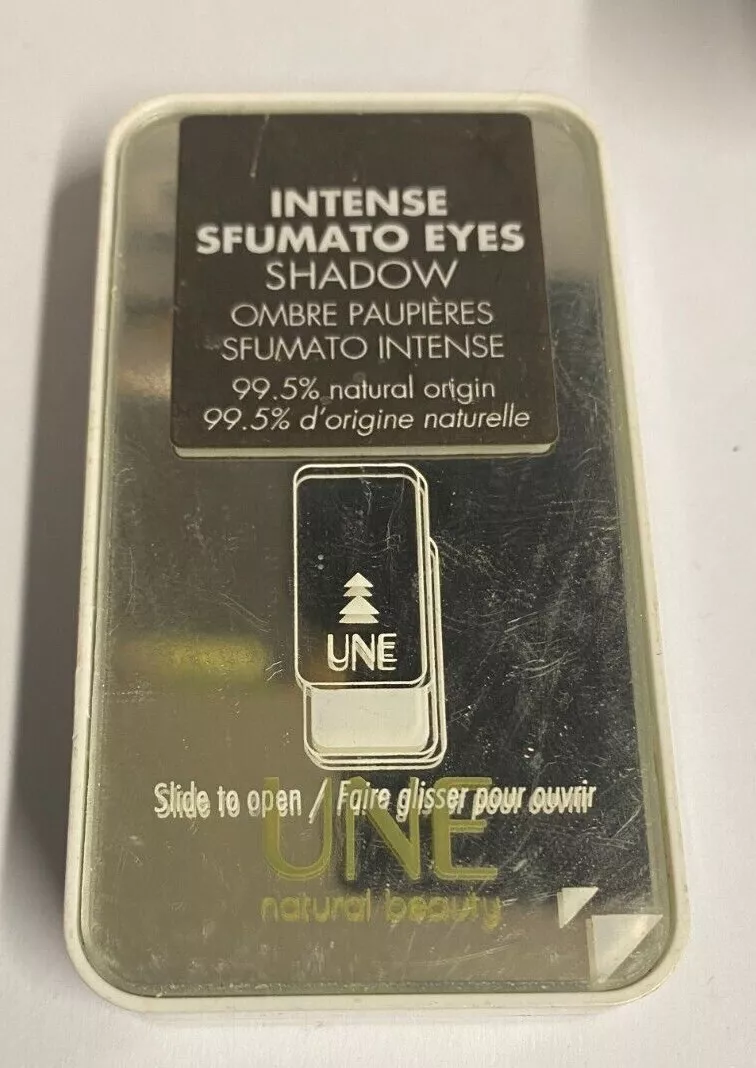 INTENSE
SFUMATO EYES
SHADOW
OMBRE PAUPIÈRES
SFUMATO INTENSE
99.5% natural origin
99.5% d'origine naturelle
UNE
Slide to open / Faire glisser pour ouvrir
UNE
natural beauty